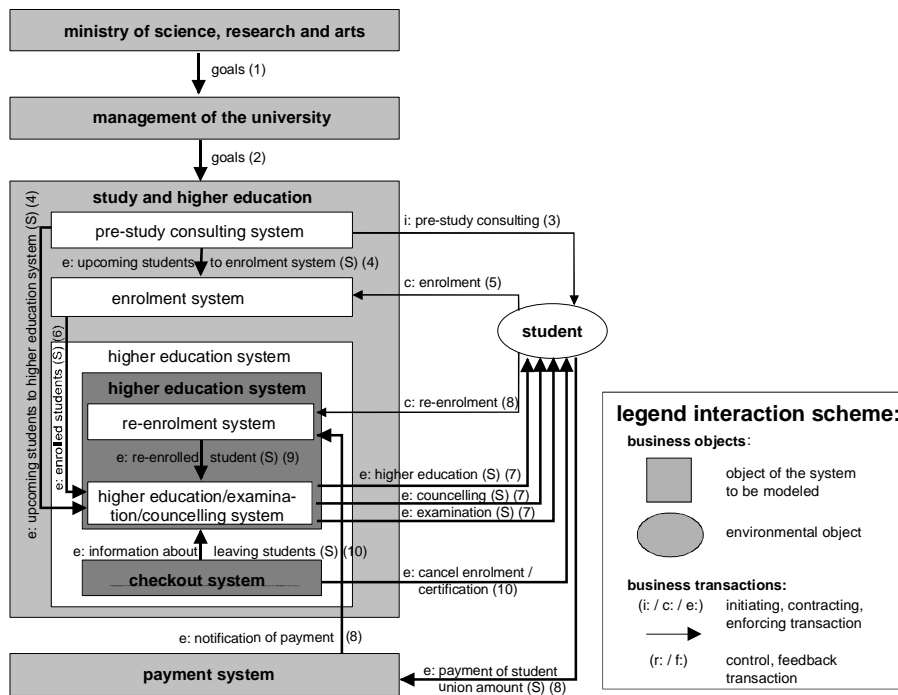 ministry of science, research and arts
goals (1)
management of the university
goals (2)
study and higher education
pre-study consulting system
i: pre-study consulting (3)
e: upcoming students to enrolment system (S) (4)
e: upcoming students to higher education system (S) (4)
enrolment system
c: enrolment (5)
student
e: enrolled students (S) (6)
higher education system
higher education system
re-enrolment system
c: re-enrolment (8)
e: re-enrolled student (S) (9)
higher education/examina-
tion/councelling system
e: higher education (S) (7)
e: councelling (S) (7)
e: examination (S) (7)
e: information about leaving students (S) (10)
checkout system
e: cancel enrolment /
certification (10)
e: notification of payment (8)
payment system
e: payment of student
union amount (S) (8)
legend interaction scheme:
business objects:
object of the system
to be modeled
environmental object
business transactions:
(i: / c: / e:) initiating, contracting,
enforcing transaction
(r: / f:) control, feedback
transaction